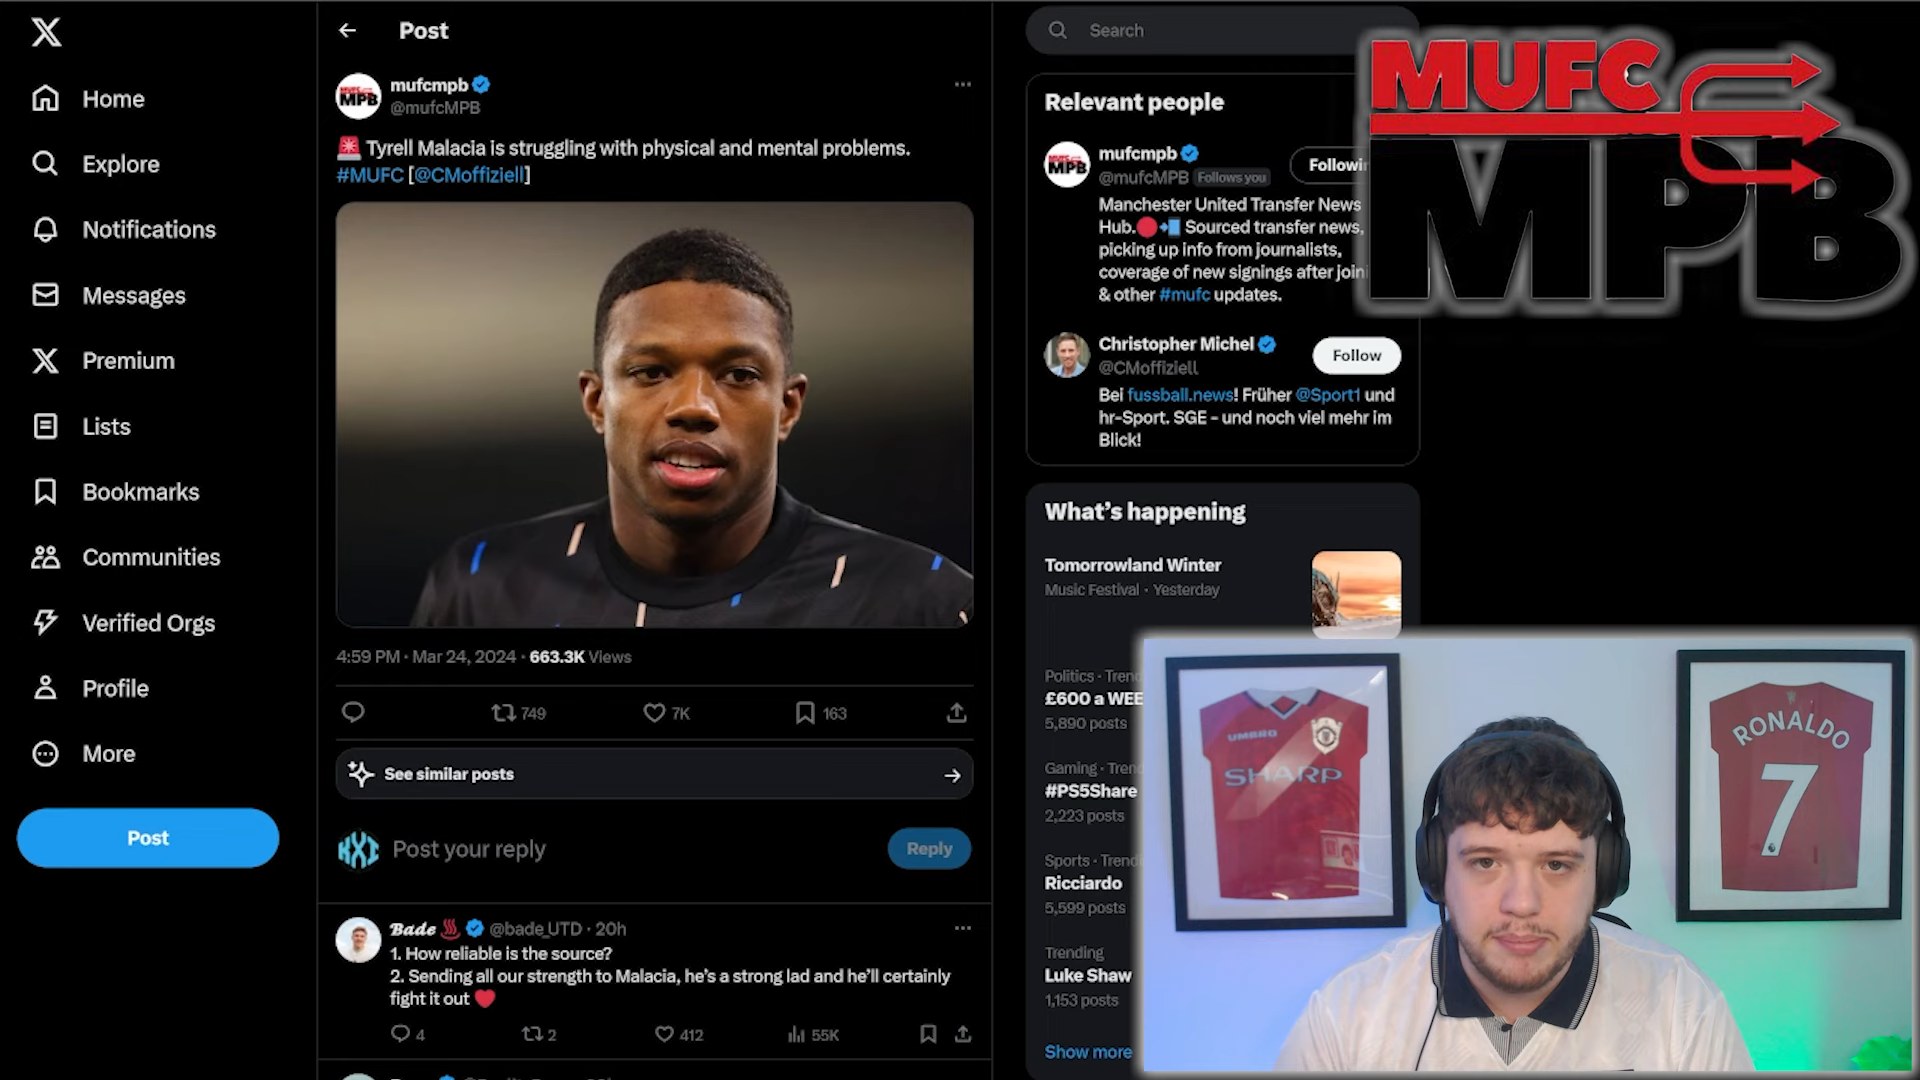 Home
Explore
Notifications
Messages
Premium
Lists
Bookmarks
Communities
Verified Orgs
Profile
More
Post
Post
mufcmpb
@mufcMPB
Tyrell Malacia is struggling with physical and mental problems.
#MUFC [@CMoffiziell]
4:59 PM · Mar 24, 2024 · 663.3K Views
749
7K
163
See similar posts
Post your reply
Reply
Bade @bade_UTD · 20h
1. How reliable is the source?
2. Sending all our strength to Malacia, he's a strong lad and he'll certainly
fight it out
4
2
412
55K
Search
Relevant people
mufcmpb
@mufcMPB Follows you
Followin
Manchester United Transfer News
Hub. Sourced transfer news,
picking up info from journalists,
coverage of new signings after joini
& other #mufc updates.
Christopher Michel
@CMoffiziell
Follow
Bei fussball.news! Früher @Sport1 und
hr-Sport. SGE - und noch viel mehr im
Blick!
What's happening
Tomorrowland Winter
Music Festival · Yesterday
Politics · Trend
£600 a WEE
5,890 posts
Gaming · Trend
#PS5Share
2,223 posts
Sports · Trendi
Ricciardo
5,599 posts
Trending
Luke Shaw
1,153 posts
Show more
MUFC
MPB
UMBRO
SHARP
RONALDO
7